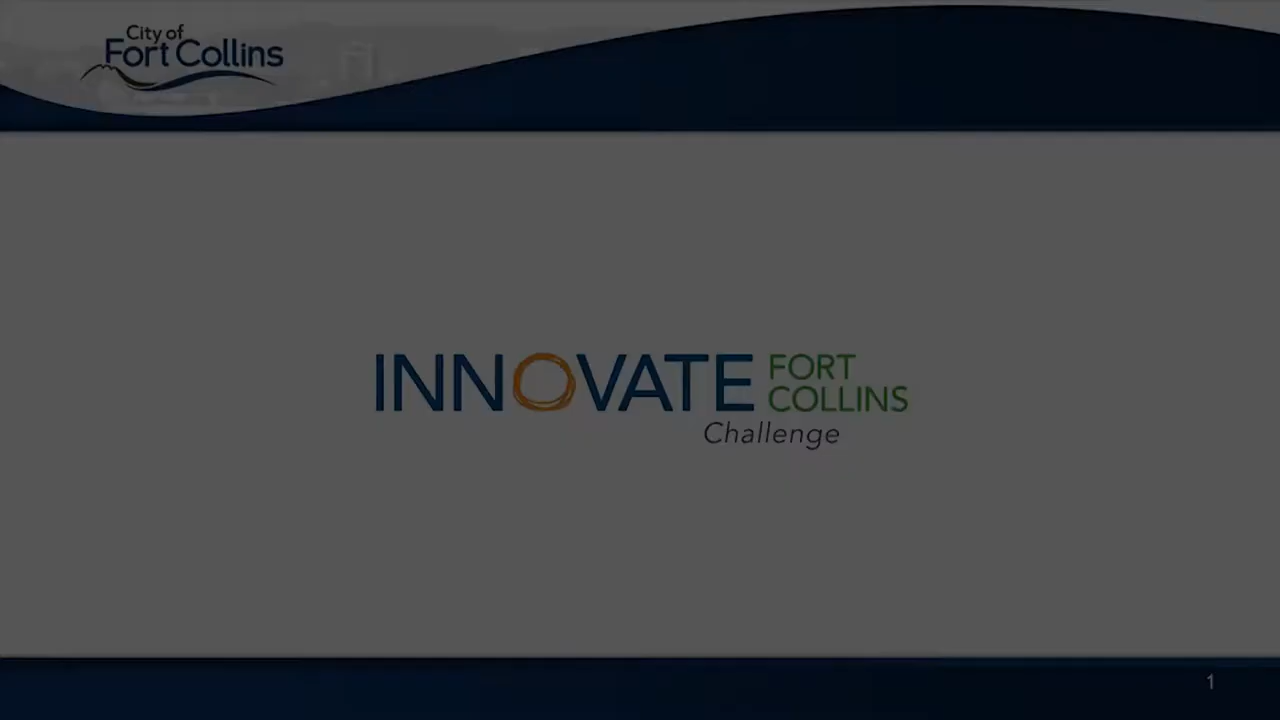 City of
Fort Collins
INNOVATE FORT COLLINS
Challenge
1